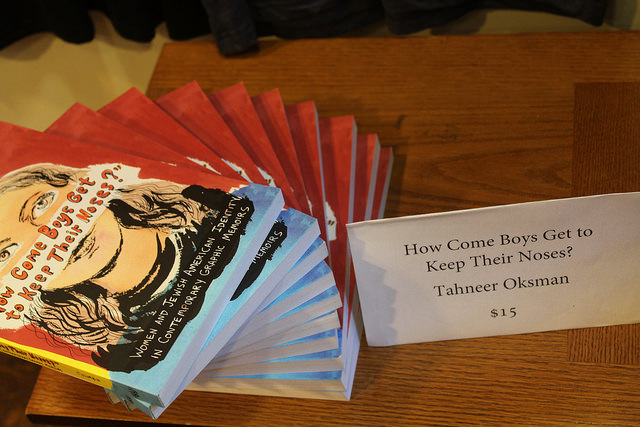 "How Come Boys Get
to Keep Their Noses?"
Women and Jewish American Identity
in Contemporary Graphic Memoirs
Memoirs
How Come Boys Get to
Keep Their Noses?
Tahneer Oksman
$15